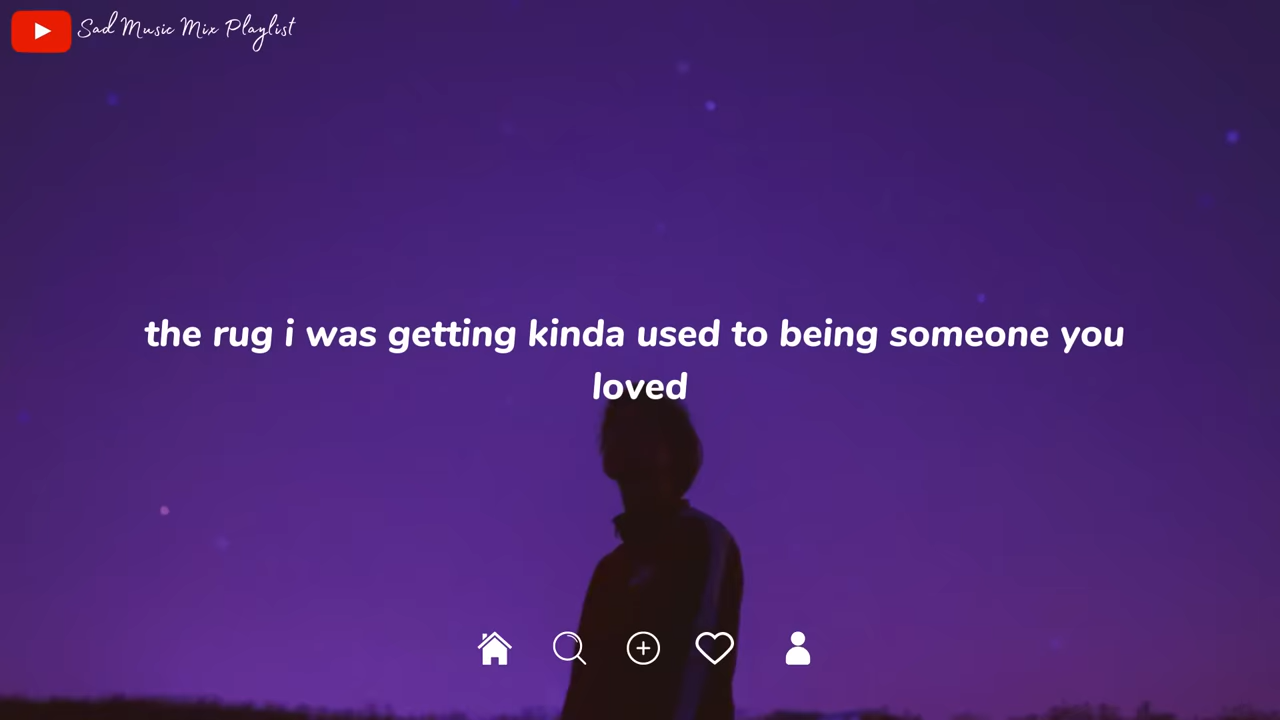 Sad Music Mix Playlist
the rug i was getting kinda used to being someone you
loved